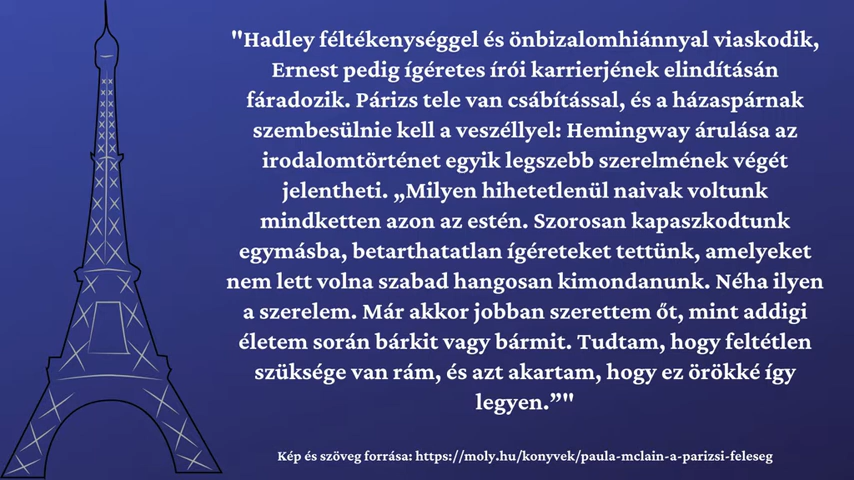 "Hadley féltékenységgel és önbizalomhiánnyal viaskodik,
Ernest pedig ígéretes írói karrierjének elindításán
fáradozik. Párizs tele van csábítással, és a házaspárnak
szembesülnie kell a veszéllyel: Hemingway árulása az
irodalomtörténet egyik legszebb szerelmének végét
jelentheti. „Milyen hihetetlenül naivak voltunk
mindketten azon az estén. Szorosan kapaszkodtunk
egymásba, betarthatatlan ígéreteket tettünk, amelyeket
nem lett volna szabad hangosan kimondanunk. Néha ilyen
a szerelem. Már akkor jobban szerettem őt, mint addigi
életem során bárkit vagy bármit. Tudtam, hogy feltétlen
szüksége van rám, és azt akartam, hogy ez örökké így
legyen.”"
Kép és szöveg forrása: https://moly.hu/konyvek/paula-mclain-a-parizsi-feleseg